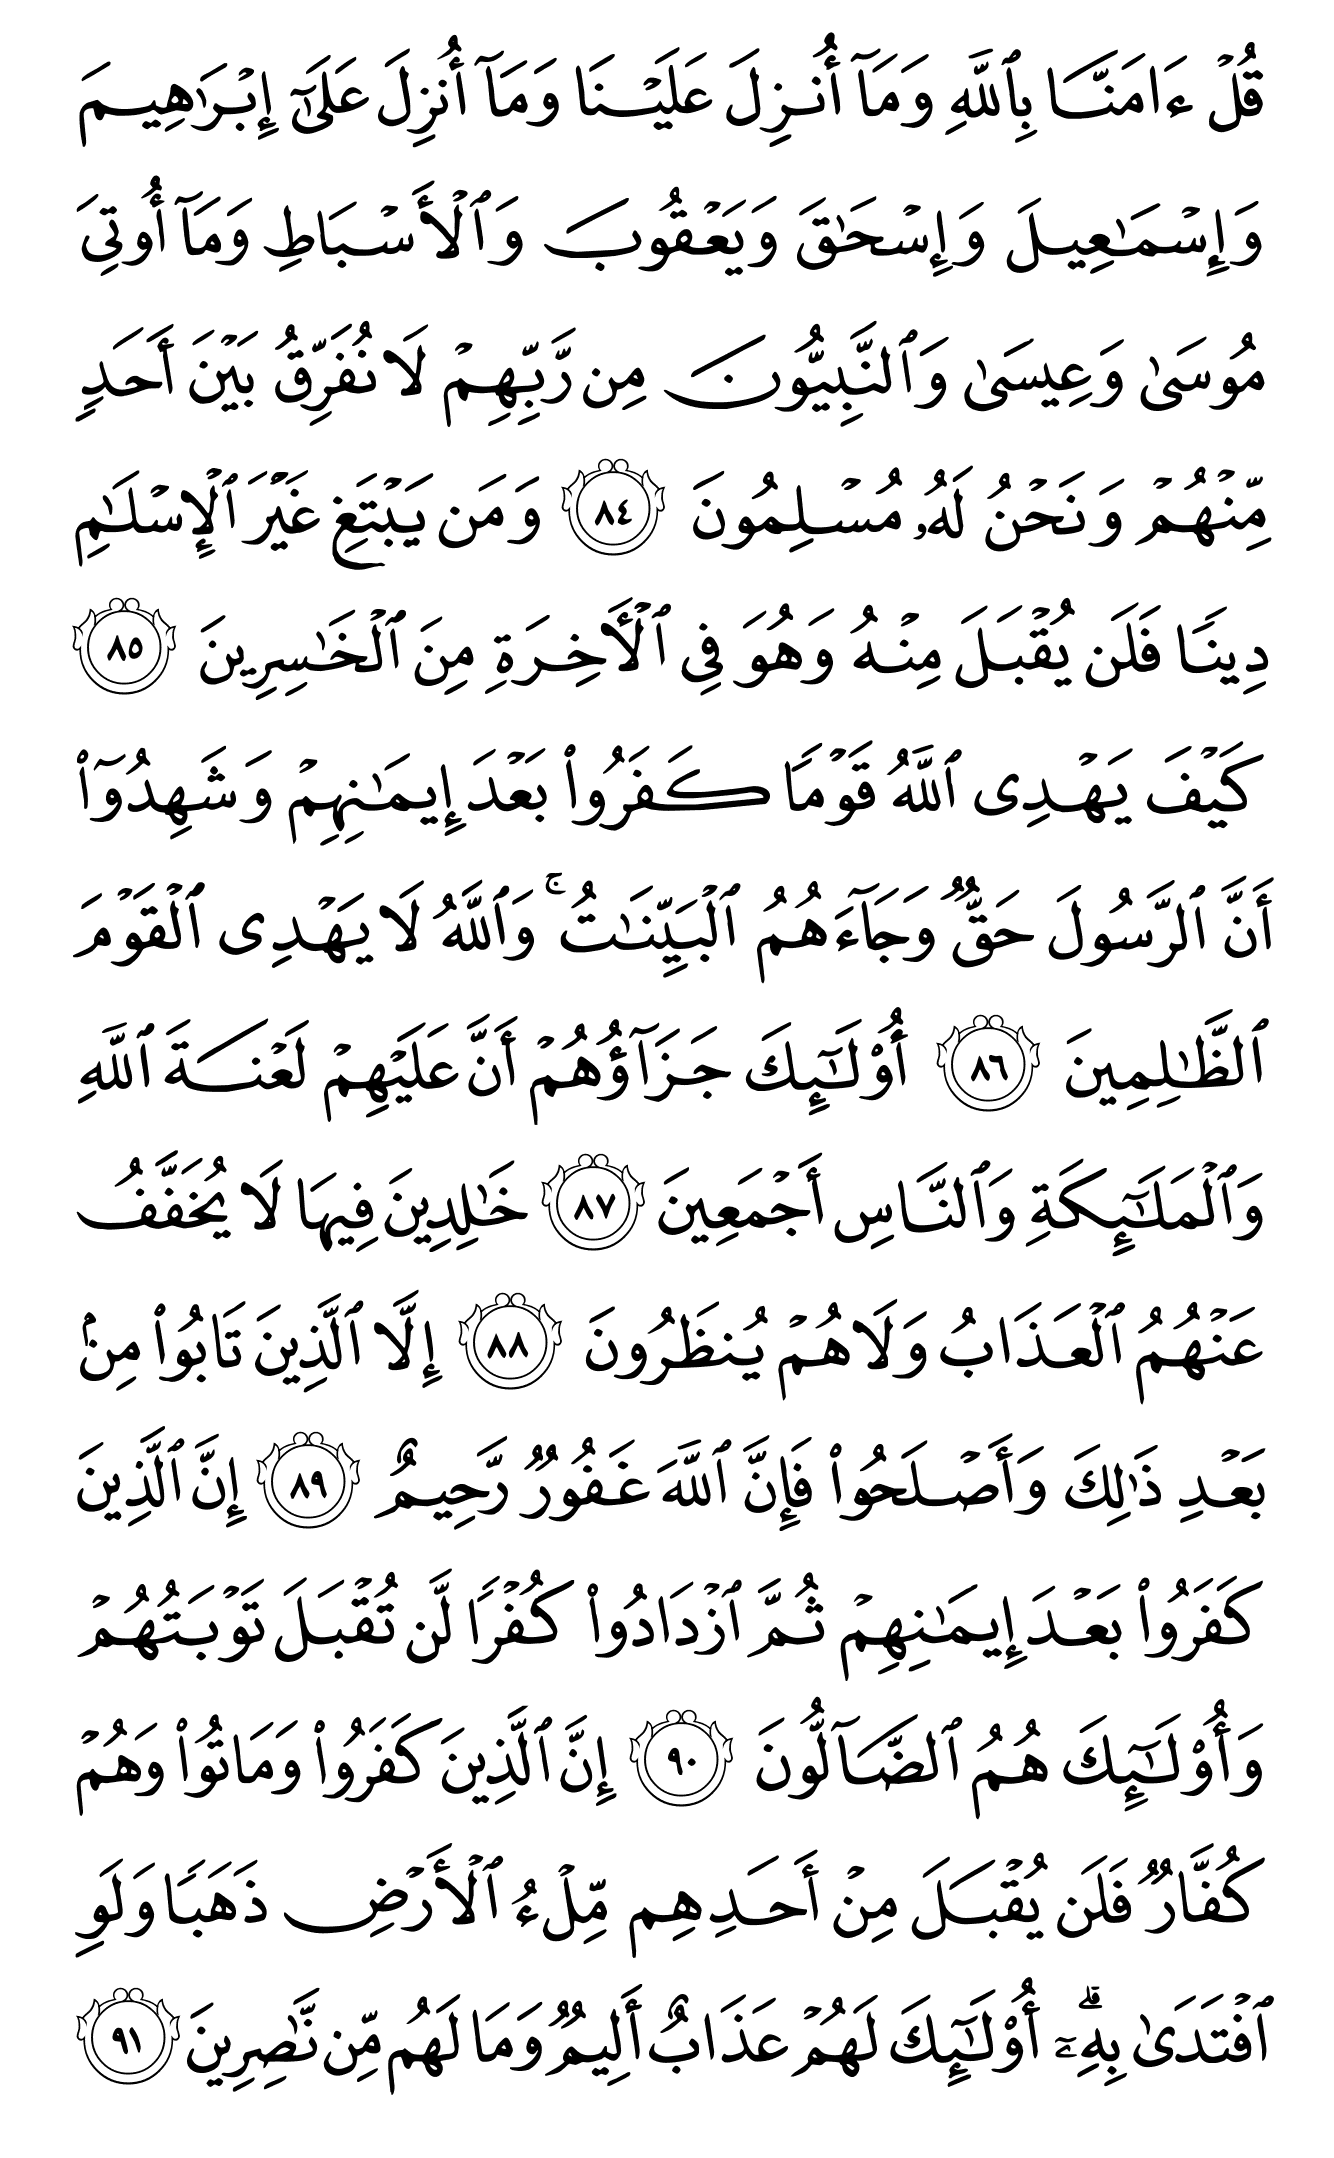 قُلۡ ءَامَنَّا بِٱللَّهِ وَمَآ أُنزِلَ عَلَيۡنَا وَمَآ أُنزِلَ عَلَىٰٓ إِبۡرَٰهِيمَ
وَإِسۡمَٰعِيلَ وَإِسۡحَٰقَ وَيَعۡقُوبَ وَٱلۡأَسۡبَاطِ وَمَآ أُوتِيَ
مُوسَىٰ وَعِيسَىٰ وَٱلنَّبِيُّونَ مِن رَّبِّهِمۡ لَا نُفَرِّقُ بَيۡنَ أَحَدٖ
مِّنۡهُمۡ وَنَحۡنُ لَهُۥ مُسۡلِمُونَ ٨٤ وَمَن يَبۡتَغِ غَيۡرَ ٱلۡإِسۡلَٰمِ
دِينٗا فَلَن يُقۡبَلَ مِنۡهُ وَهُوَ فِي ٱلۡأٓخِرَةِ مِنَ ٱلۡخَٰسِرِينَ ٨٥
كَيۡفَ يَهۡدِي ٱللَّهُ قَوۡمٗا كَفَرُواْ بَعۡدَ إِيمَٰنِهِمۡ وَشَهِدُوٓاْ
أَنَّ ٱلرَّسُولَ حَقّٞ وَجَآءَهُمُ ٱلۡبَيِّنَٰتُۚ وَٱللَّهُ لَا يَهۡدِي ٱلۡقَوۡمَ
ٱلظَّٰلِمِينَ ٨٦ أُوْلَٰٓئِكَ جَزَآؤُهُمۡ أَنَّ عَلَيۡهِمۡ لَعۡنَةَ ٱللَّهِ
وَٱلۡمَلَٰٓئِكَةِ وَٱلنَّاسِ أَجۡمَعِينَ ٨٧ خَٰلِدِينَ فِيهَا لَا يُخَفَّفُ
عَنۡهُمُ ٱلۡعَذَابُ وَلَا هُمۡ يُنظَرُونَ ٨٨ إِلَّا ٱلَّذِينَ تَابُواْ مِنۢ
بَعۡدِ ذَٰلِكَ وَأَصۡلَحُواْ فَإِنَّ ٱللَّهَ غَفُورٞ رَّحِيمٌ ٨٩ إِنَّ ٱلَّذِينَ
كَفَرُواْ بَعۡدَ إِيمَٰنِهِمۡ ثُمَّ ٱزۡدَادُواْ كُفۡرٗا لَّن تُقۡبَلَ تَوۡبَتُهُمۡ
وَأُوْلَٰٓئِكَ هُمُ ٱلضَّآلُّونَ ٩٠ إِنَّ ٱلَّذِينَ كَفَرُواْ وَمَاتُواْ وَهُمۡ
كُفَّارٞ فَلَن يُقۡبَلَ مِنۡ أَحَدِهِم مِّلۡءُ ٱلۡأَرۡضِ ذَهَبٗا وَلَوِ
ٱفۡتَدَىٰ بِهِۦٓۗ أُوْلَٰٓئِكَ لَهُمۡ عَذَابٌ أَلِيمٞ وَمَا لَهُم مِّن نَّٰصِرِينَ ٩١